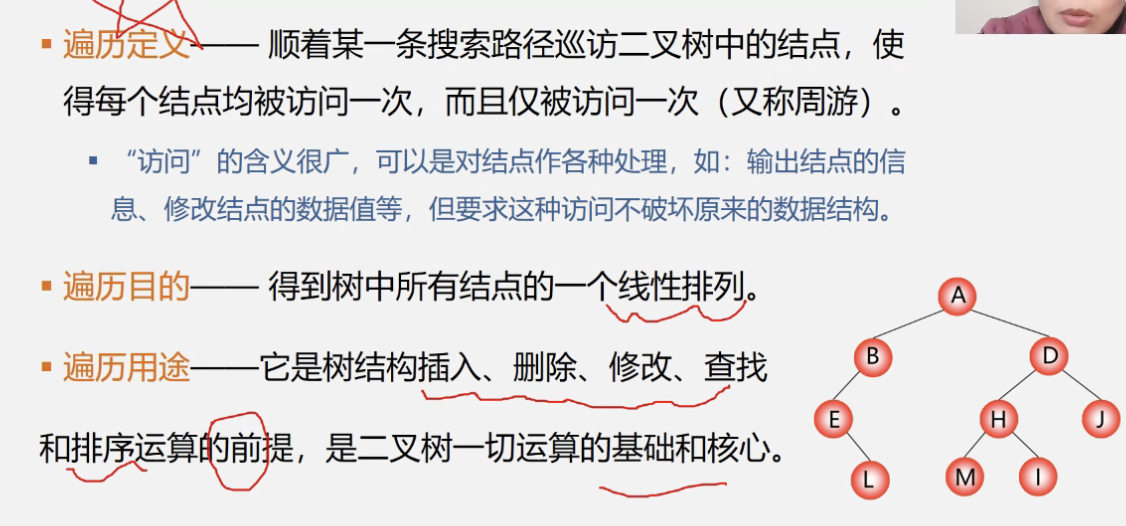 遍历定义—— 顺着某一条搜索路径巡访二叉树中的结点，使
得每个结点均被访问一次，而且仅被访问一次（又称周游）。
“访问”的含义很广，可以是对结点作各种处理，如：输出结点的信
息、修改结点的数据值等，但要求这种访问不破坏原来的数据结构。
遍历目的—— 得到树中所有结点的一个线性排列。
遍历用途——它是树结构插入、删除、修改、查找
和排序运算的前提，是二叉树一切运算的基础和核心。
A
B D
E H J
L M I